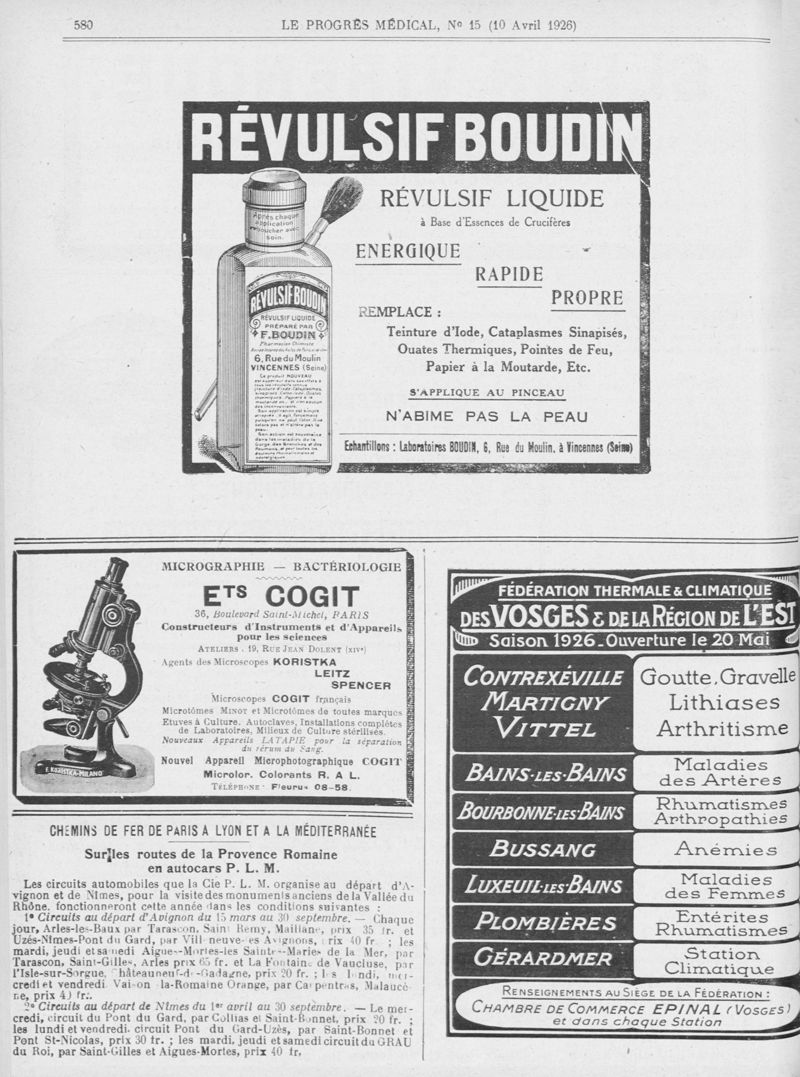 580
LE PROGRÈS MÉDICAL, No 15 (10 Avril 1926)
RÉVULSIF BOUDIN
Après chaque
application
reboucher avec
soin.
RÉVULSIF BOUDIN
RÉVULSIF LIQUIDE
PRÉPARÉ PAR
F. BOUDIN
Pharmacien Chimiste
6, Rue du Moulin
VINCENNES (Seine)
Ce produit NOUVEAU
RÉVULSIF LIQUIDE
à Base d'Essences de Crucifères
ENERGIQUE
RAPIDE
PROPRE
REMPLACE :
Teinture d'Iode, Cataplasmes Sinapisés,
Ouates Thermiques, Pointes de Feu,
Papier à la Moutarde, Etc.
S'APPLIQUE AU PINCEAU
N'ABIME PAS LA PEAU
Echantillons : Laboratoires BOUDIN, 6, Rue du Moulin, à Vincennes (Seine)
MICROGRAPHIE — BACTÉRIOLOGIE
ETS COGIT
36, Boulevard Saint-Michel, PARIS
Constructeurs d'Instruments et d'Appareils
pour les sciences
ATELIERS : 19, RUE JEAN DOLENT (XIVe)
Agents des Microscopes KORISTKA
LEITZ
SPENCER
Microscopes COGIT français
Microtômes MINOT et Microtômes de toutes marques
Etuves à Culture, Autoclaves, Installations complètes
de Laboratoires, Milieux de Culture stérilisés.
Nouveaux Appareils LATAPIE pour la séparation
du sérum du Sang.
Nouvel Appareil Microphotographique COGIT
Microlor. Colorants R. A L.
TÉLÉPHONE : Fleurus 08-58.
F. KORISTKA-MILANO
CHEMINS DE FER DE PARIS A LYON ET A LA MÉDITERRANÉE
Sur les routes de la Provence Romaine
en autocars P. L. M.
Les circuits automobiles que la Cie P. L. M. organise au départ d'A-
vignon et de Nîmes, pour la visite des monuments anciens de la Vallée du
Rhône, fonctionneront cette année dans les conditions suivantes :
1° Circuits au départ d'Avignon du 15 mars au 30 septembre. — Chaque
jour, Arles-les-Baux par Tarascon, Saint Remy, Maillane, prix 35 fr. et
Uzés-Nîmes-Pont du Gard, par Villeneuve-les Avignons, prix 40 fr ; les
mardi, jeudi et samedi Aigues-Mortes-les Saintes-Maries de la Mer, par
Tarascon, Saint-Gilles, Arles prix 65 fr. et La Fontaine de Vaucluse, par
l'Isle-sur-Sorgue, Châteauneuf-de-Gadagne, prix 20 fr. ; les lundi, mer-
credi et vendredi Vaison la-Romaine Orange, par Carpentras, Malaucè-
ne, prix 40 fr.
2° Circuits au départ de Nîmes du 1er avril au 30 septembre. — Le mer-
credi, circuit du Pont du Gard, par Collias et Saint-Bonnet, prix 20 fr. ;
les lundi et vendredi, circuit Pont du Gard-Uzès, par Saint-Bonnet et
Pont St-Nicolas, prix 30 fr. ; les mardi, jeudi et samedi circuit du GRAU
du Roi, par Saint-Gilles et Aigues-Mortes, prix 40 fr.
FÉDÉRATION THERMALE & CLIMATIQUE
DES VOSGES & DE LA RÉGION DE L'EST
Saison 1926. Ouverture le 20 Mai
CONTREXÉVILLE
MARTIGNY
VITTEL
Goutte. Gravelle
Lithiases
Arthritisme
BAINS-LES-BAINS
Maladies
des Artères
BOURBONNE-LES-BAINS
Rhumatismes
Arthropathies
BUSSANG
Anémies
LUXEUIL-LES-BAINS
Maladies
des Femmes
PLOMBIÈRES
Entérites
Rhumatismes
GÉRARDMER
Station
Climatique
RENSEIGNEMENTS AU SIÈGE DE LA FÉDÉRATION :
CHAMBRE DE COMMERCE EPINAL (VOSGES)
et dans chaque Station